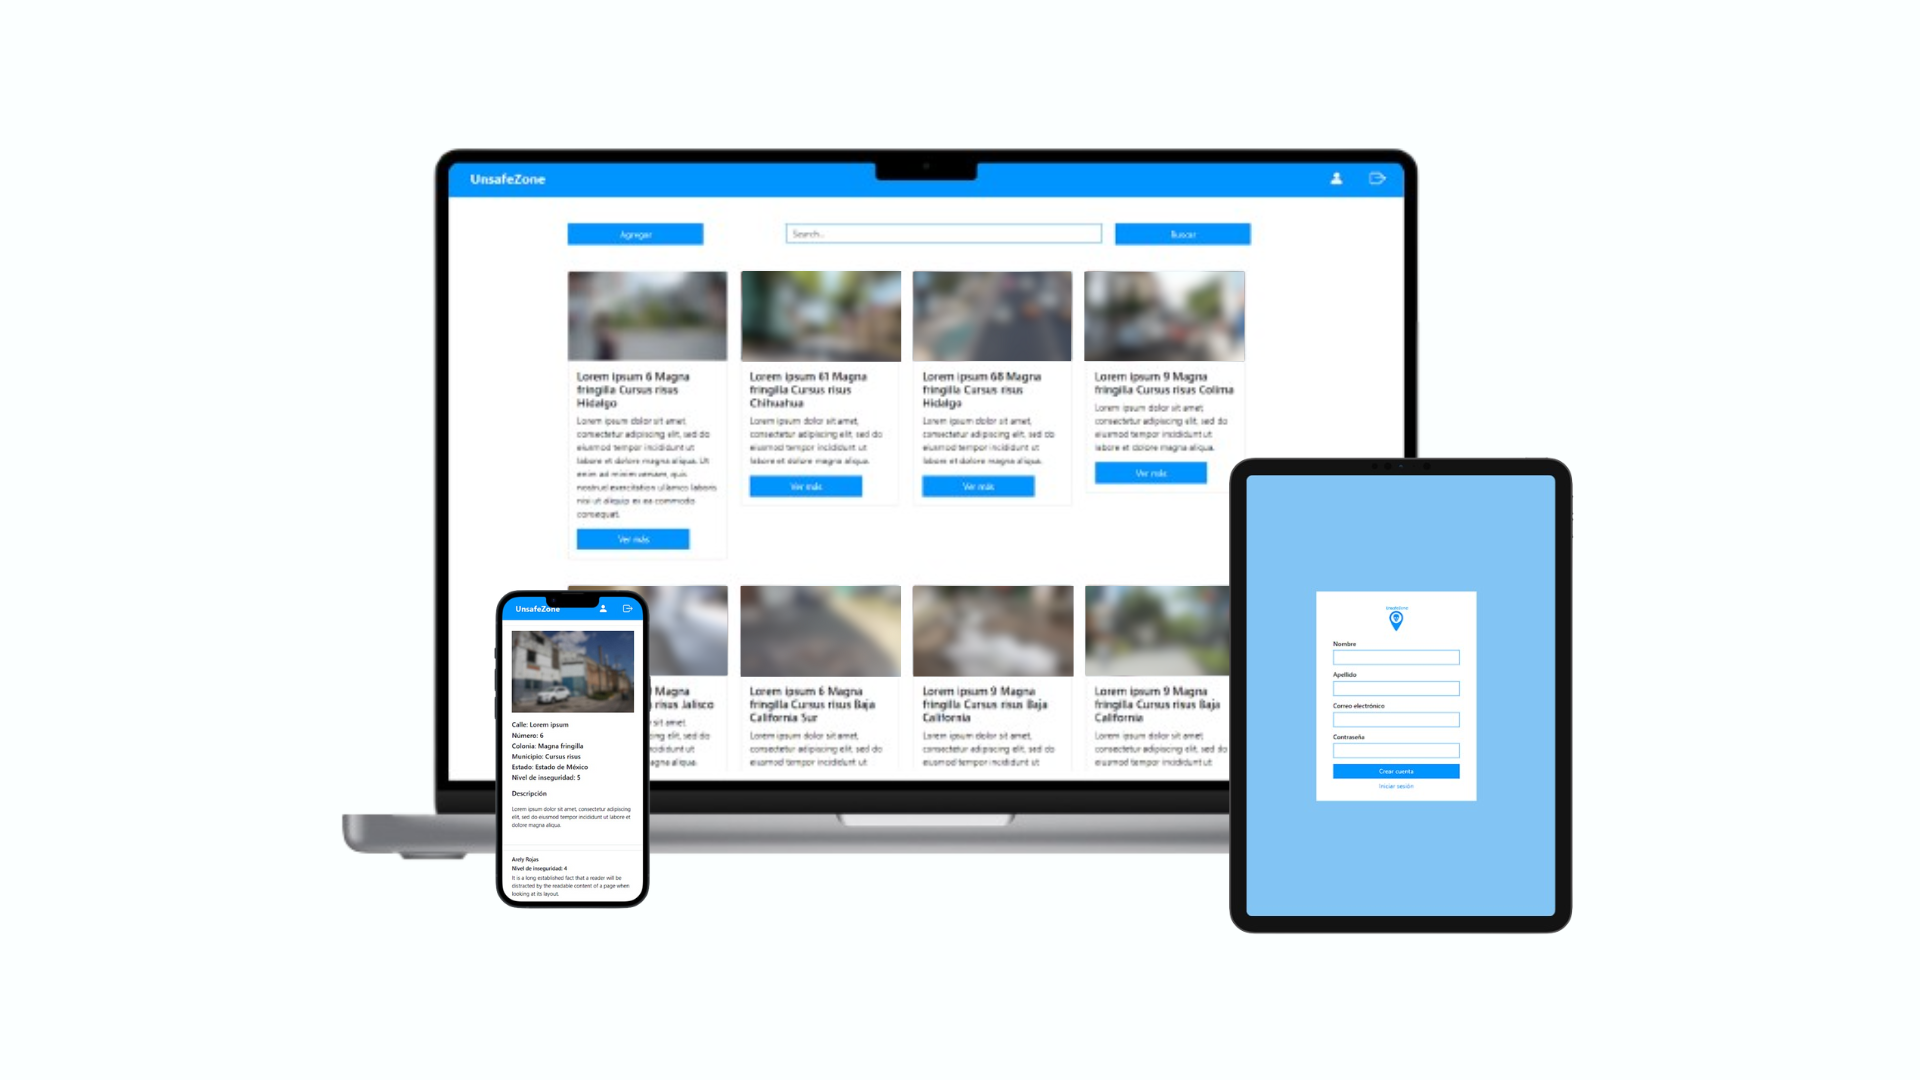 UnsafeZone
Agregar
Search...
Buscar
Lorem ipsum 6 Magna
fringilla Cursus risus
Hidalgo
Lorem ipsum dolor sit amet,
consectetur adipiscing elit, sed do
eiusmod tempor incididunt ut
labore et dolore magna aliqua. Ut
enim ad minim veniam, quis
nostrud exercitation ullamco laboris
nisi ut aliquip ex ea commodo
consequat.
Ver más
Lorem ipsum 61 Magna
fringilla Cursus risus
Chihuahua
Lorem ipsum dolor sit amet,
consectetur adipiscing elit, sed do
eiusmod tempor incididunt ut
labore et dolore magna aliqua.
Ver más
Lorem ipsum 68 Magna
fringilla Cursus risus
Hidalgo
Lorem ipsum dolor sit amet,
consectetur adipiscing elit, sed do
eiusmod tempor incididunt ut
labore et dolore magna aliqua.
Ver más
Lorem ipsum 9 Magna
fringilla Cursus risus Colima
Lorem ipsum dolor sit amet,
consectetur adipiscing elit, sed do
eiusmod tempor incididunt ut
labore et dolore magna aliqua.
Ver más
Magna
risus Jalisco
sit amet,
sed do
incididunt ut
magna aliqua.
Lorem ipsum 6 Magna
fringilla Cursus risus Baja
California Sur
Lorem ipsum dolor sit amet,
consectetur adipiscing elit, sed do
eiusmod tempor incididunt ut
Lorem ipsum 9 Magna
fringilla Cursus risus Baja
California
Lorem ipsum dolor sit amet,
consectetur adipiscing elit, sed do
eiusmod tempor incididunt ut
Lorem ipsum 9 Magna
fringilla Cursus risus Baja
California
Lorem ipsum dolor sit amet,
consectetur adipiscing elit, sed do
eiusmod tempor incididunt ut
UnsafeZone
Calle: Lorem ipsum
Número: 6
Colonia: Magna fringilla
Municipio: Cursus risus
Estado: Estado de México
Nivel de inseguridad: 5
Descripción
Lorem ipsum dolor sit amet, consectetur adipiscing
elit, sed do eiusmod tempor incididunt ut labore et
dolore magna aliqua.
Arely Rojas
Nivel de inseguridad: 4
It is a long established fact that a reader will be
distracted by the readable content of a page when
looking at its layout.
UnsafeZone
Nombre
Apellido
Correo electrónico
Contraseña
Crear cuenta
Iniciar sesión